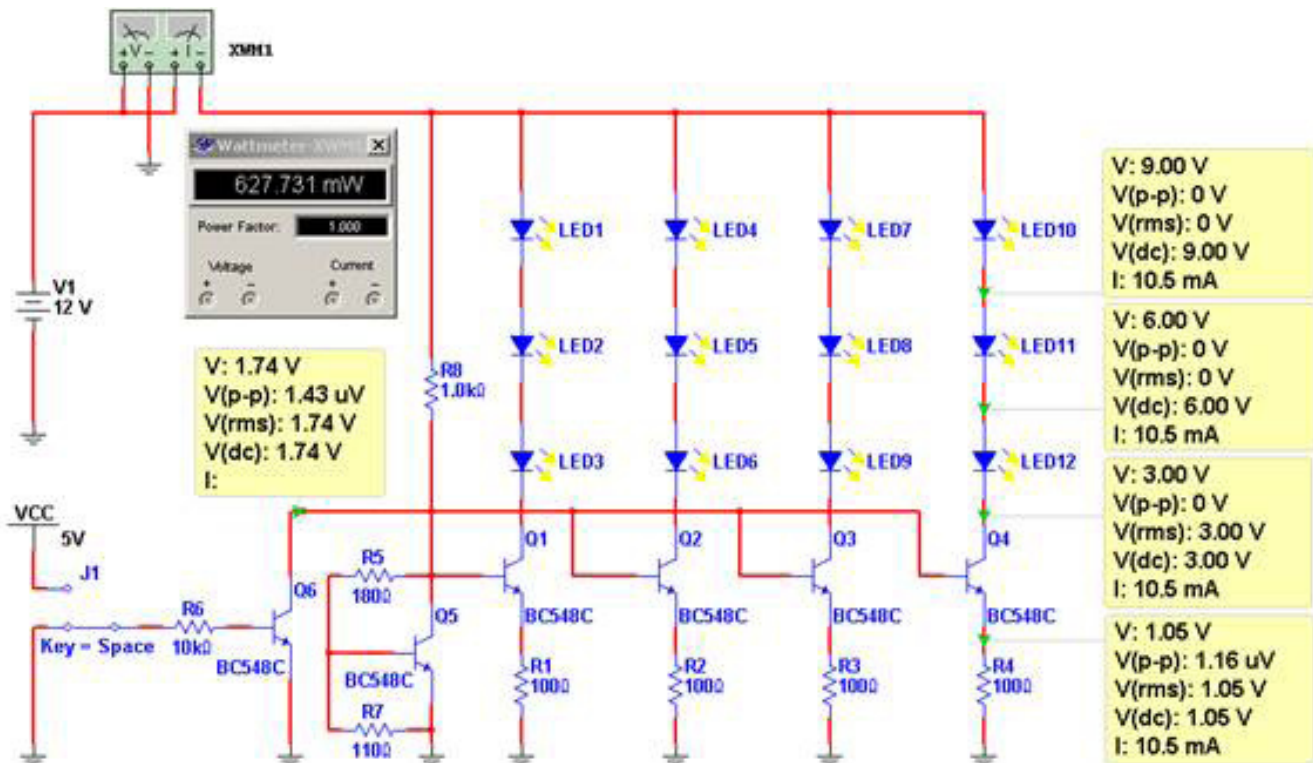 +V- +I-
XWM1
Wattmeter-XWM1
627.731 mW
Power Factor: 1.000
Voltage Current
+ - + -
V1
12 V
V: 1.74 V
V(p-p): 1.43 uV
V(rms): 1.74 V
V(dc): 1.74 V
I:
R8
1.0kΩ
LED1
LED4
LED7
LED10
LED2
LED5
LED8
LED11
LED3
LED6
LED9
LED12
V: 9.00 V
V(p-p): 0 V
V(rms): 0 V
V(dc): 9.00 V
I: 10.5 mA
V: 6.00 V
V(p-p): 0 V
V(rms): 0 V
V(dc): 6.00 V
I: 10.5 mA
V: 3.00 V
V(p-p): 0 V
V(rms): 3.00 V
V(dc): 3.00 V
I: 10.5 mA
V: 1.05 V
V(p-p): 1.16 uV
V(rms): 1.05 V
V(dc): 1.05 V
I: 10.5 mA
VCC
5V
J1
Key = Space
R6
10kΩ
Q6
BC548C
R5
180Ω
Q5
BC548C
R7
110Ω
Q1
BC548C
R1
100Ω
Q2
BC548C
R2
100Ω
Q3
BC548C
R3
100Ω
Q4
BC548C
R4
100Ω